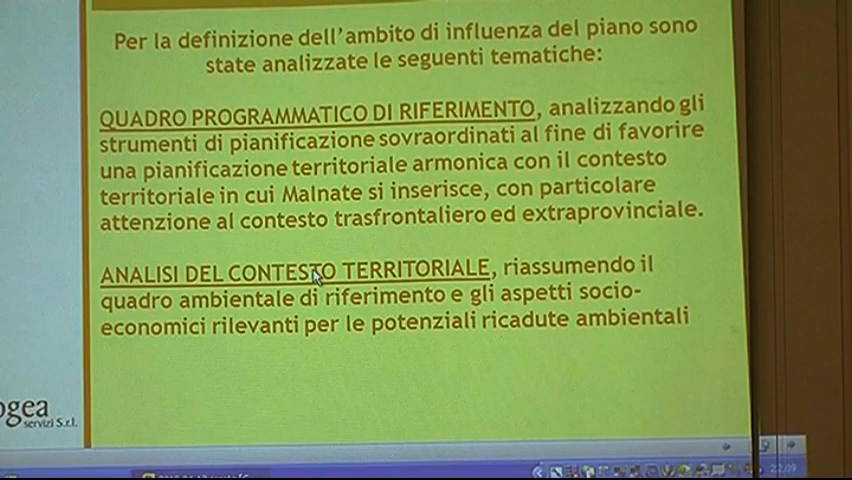 Per la definizione dell'ambito di influenza del piano sono
state analizzate le seguenti tematiche:
QUADRO PROGRAMMATICO DI RIFERIMENTO, analizzando gli
strumenti di pianificazione sovraordinati al fine di favorire
una pianificazione territoriale armonica con il contesto
territoriale in cui Malnate si inserisce, con particolare
attenzione al contesto trasfrontaliero ed extraprovinciale.
ANALISI DEL CONTESTO TERRITORIALE, riassumendo il
quadro ambientale di riferimento e gli aspetti socio-
economici rilevanti per le potenziali ricadute ambientali
ogea
servizi S.r.l.